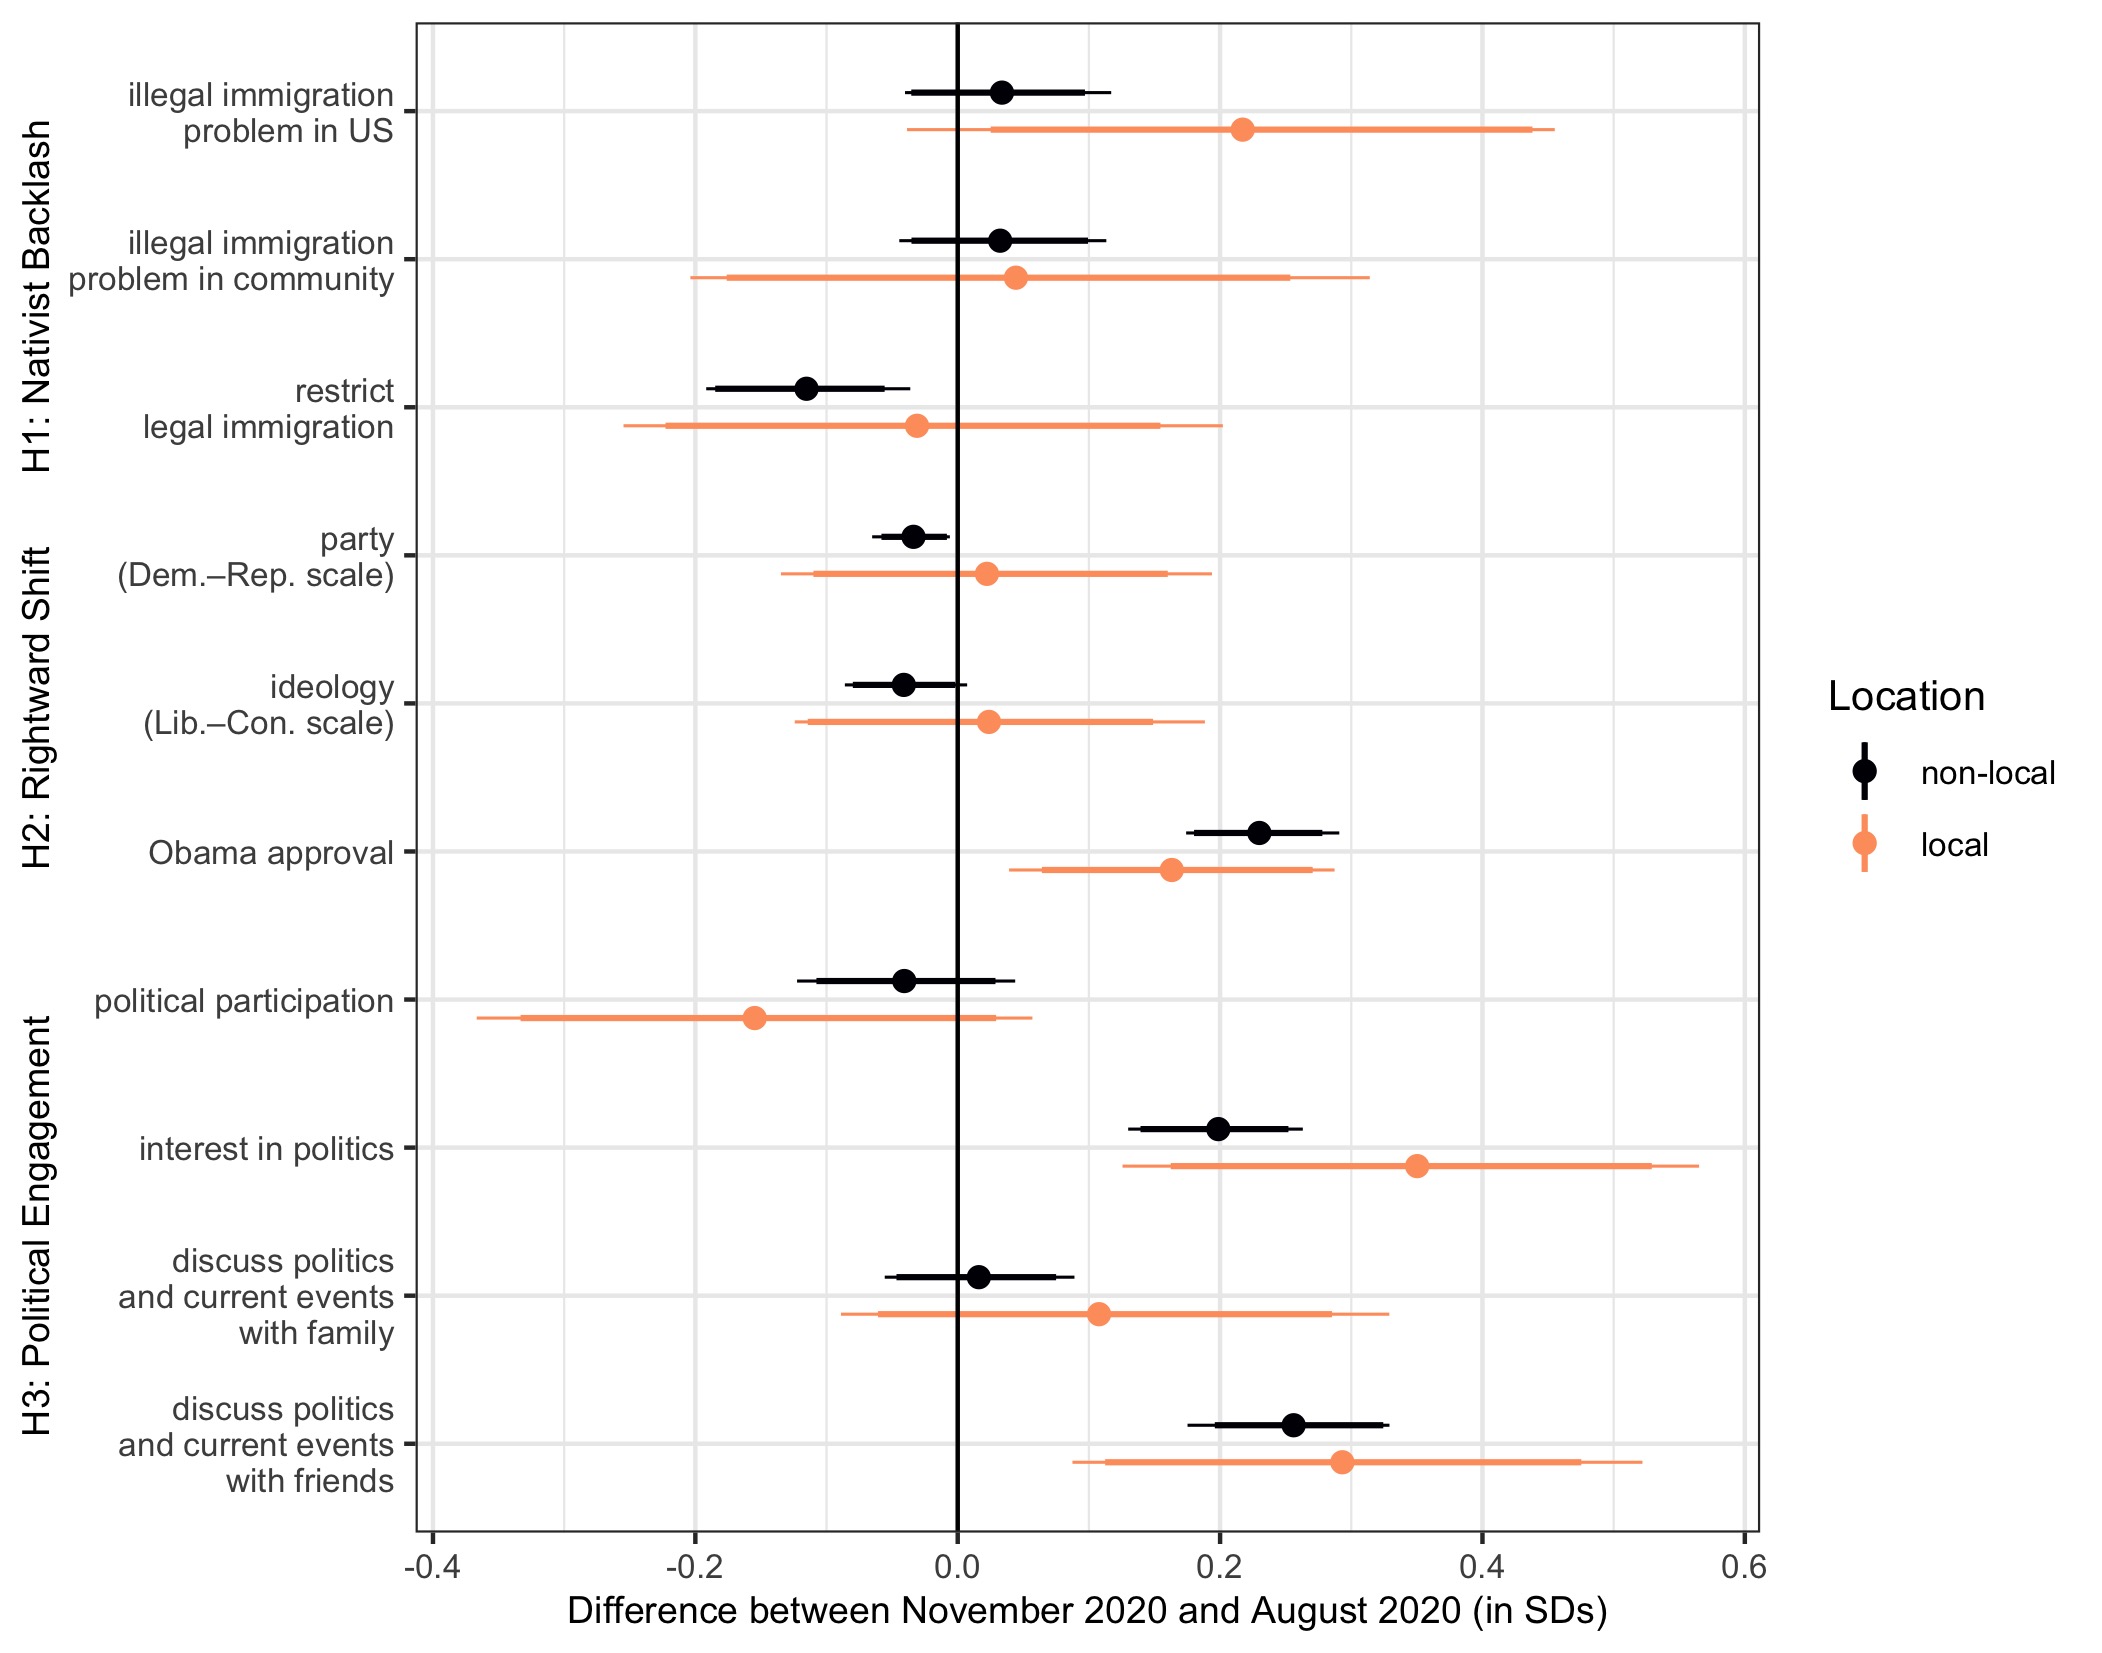 H1: Nativist Backlash
illegal immigration
problem in US
illegal immigration
problem in community
restrict
legal immigration
H2: Rightward Shift
party
(Dem.–Rep. scale)
ideology
(Lib.–Con. scale)
Obama approval
H3: Political Engagement
political participation
interest in politics
discuss politics
and current events
with family
discuss politics
and current events
with friends
-0.4
-0.2
0.0
0.2
0.4
0.6
Difference between November 2020 and August 2020 (in SDs)
Location
non-local
local